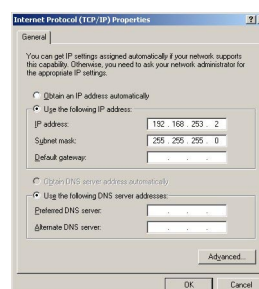 Internet Protocol (TCP/IP) Properties
?
General
You can get IP settings assigned automatically if your network supports
this capability. Otherwise, you need to ask your network administrator for
the appropriate IP settings.
Obtain an IP address automatically
Use the following IP address:
IP address: 192 . 168 . 253 . 2
Subnet mask: 255 . 255 . 255 . 0
Default gateway: . . .
Obtain DNS server address automatically
Use the following DNS server addresses:
Preferred DNS server: . . .
Alternate DNS server: . . .
Advanced...
OK Cancel